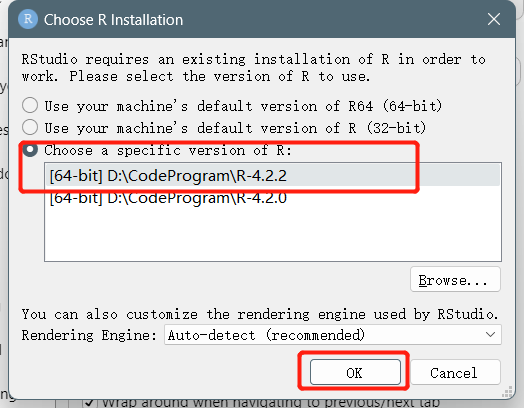 Choose R Installation
RStudio requires an existing installation of R in order to
work. Please select the version of R to use.
Use your machine's default version of R64 (64-bit)
Use your machine's default version of R (32-bit)
Choose a specific version of R:
[64-bit] D:\CodeProgram\R-4.2.2
[64-bit] D:\CodeProgram\R-4.2.0
Browse...
You can also customize the rendering engine used by RStudio.
Rendering Engine: Auto-detect (recommended)
OK Cancel
Wrap around when navigating to previous/next tab